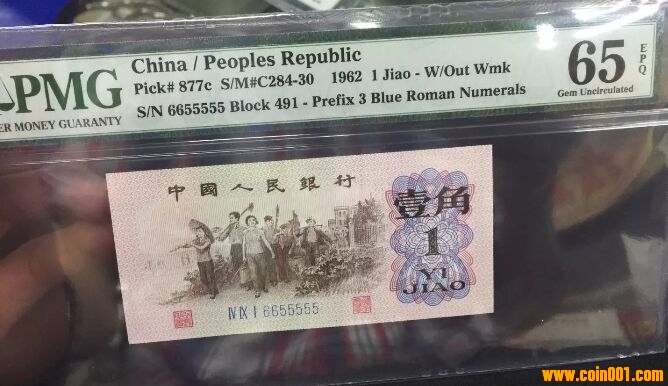 China / Peoples Republic
PMG
Pick# 877c S/M#C284-30 1962 1 Jiao - W/Out Wmk
S/N 6655555 Block 491 - Prefix 3 Blue Roman Numerals
ER MONEY GUARANTY
65 EPQ
Gem Uncirculated
中國人民銀行
壹角
1
YI
JIAO
ⅣⅨⅠ6655555
www.coin001.com